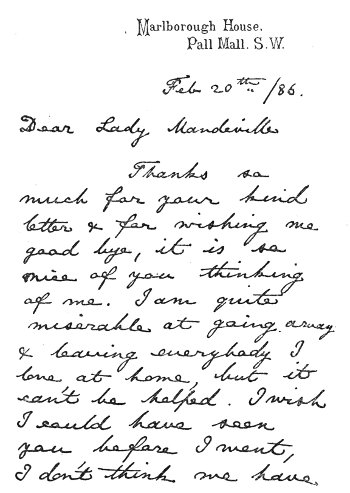 Marlborough House.
Pall Mall. S.W.
Feb 20th /86.
Dear Lady Mandeville
Thanks so
much for your kind
letter & for wishing me
good bye, it is so
nice of you thinking
of me. I am quite
miserable at going away
& leaving everybody I
love, at home, but it
can't be helped. I wish
I could have seen
you before I went,
I don't think we have